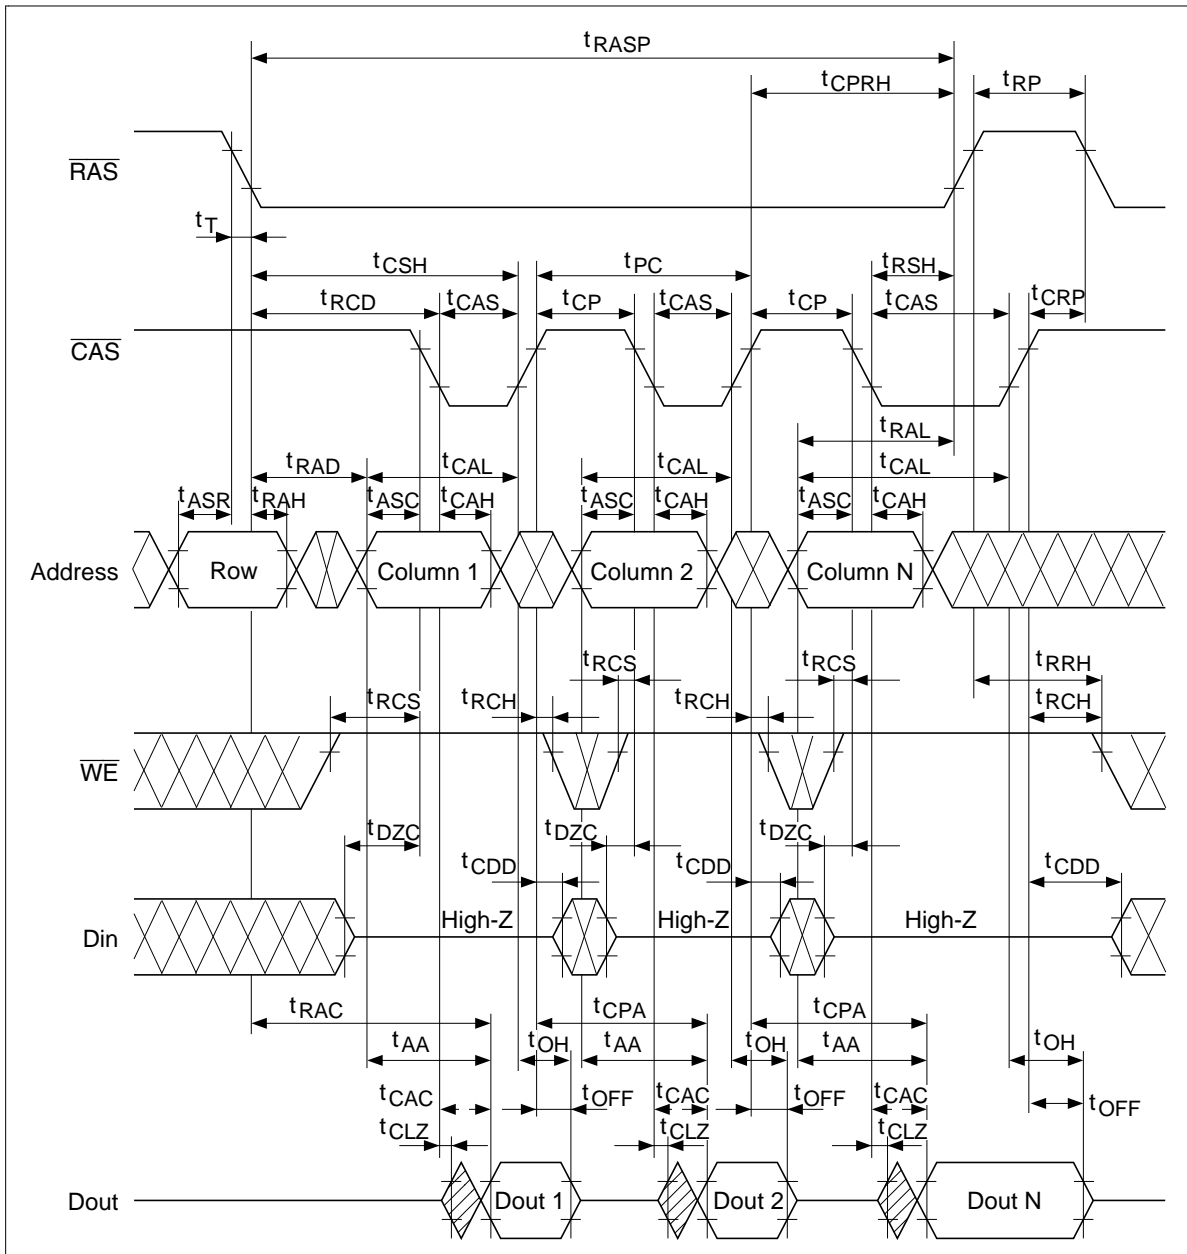 tRASP
tCPRH tRP
RAS
tT
tCSH tPC tRSH
tRCD tCAS tCP tCAS tCP tCAS tCRP
CAS
tRAL
tRAD tCAL tCAL tCAL
tASR tRAH tASC tCAH tASC tCAH tASC tCAH
Address Row Column 1 Column 2 Column N
tRCS tRCS tRRH
tRCS tRCH tRCH tRCH
WE
tDZC tDZC tDZC
tCDD tCDD tCDD
Din High-Z High-Z High-Z
tRAC tCPA tCPA
tAA tOH tAA tOH tAA tOH
tCAC tOFF tCAC tOFF tCAC tOFF
tCLZ tCLZ tCLZ
Dout Dout 1 Dout 2 Dout N